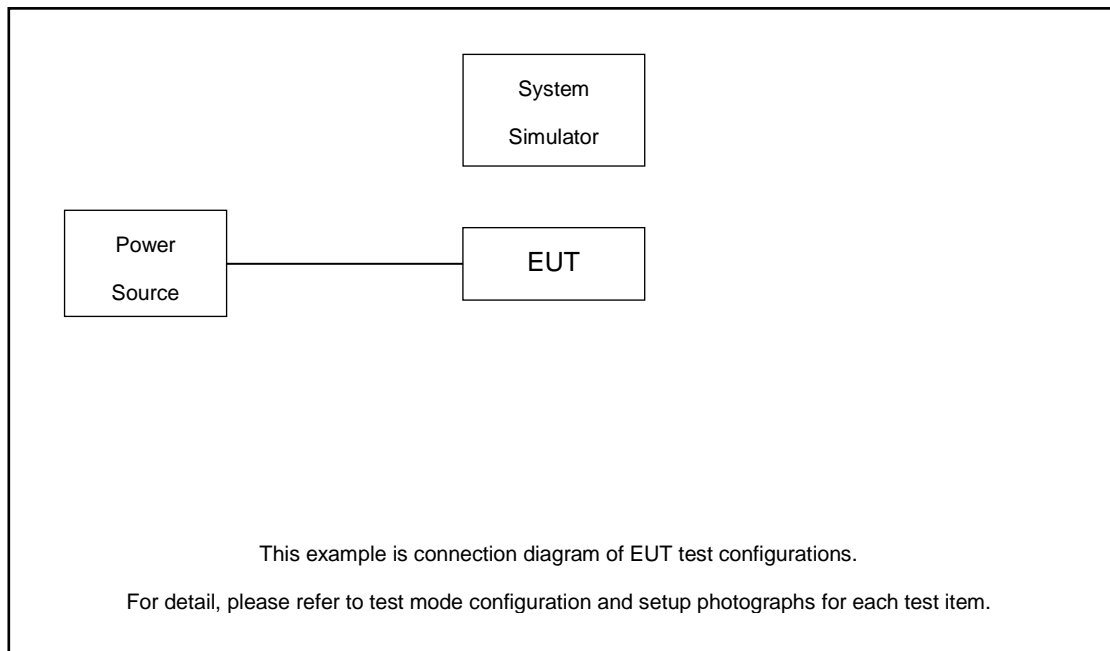 System
Simulator
Power
Source
EUT
This example is connection diagram of EUT test configurations.
For detail, please refer to test mode configuration and setup photographs for each test item.